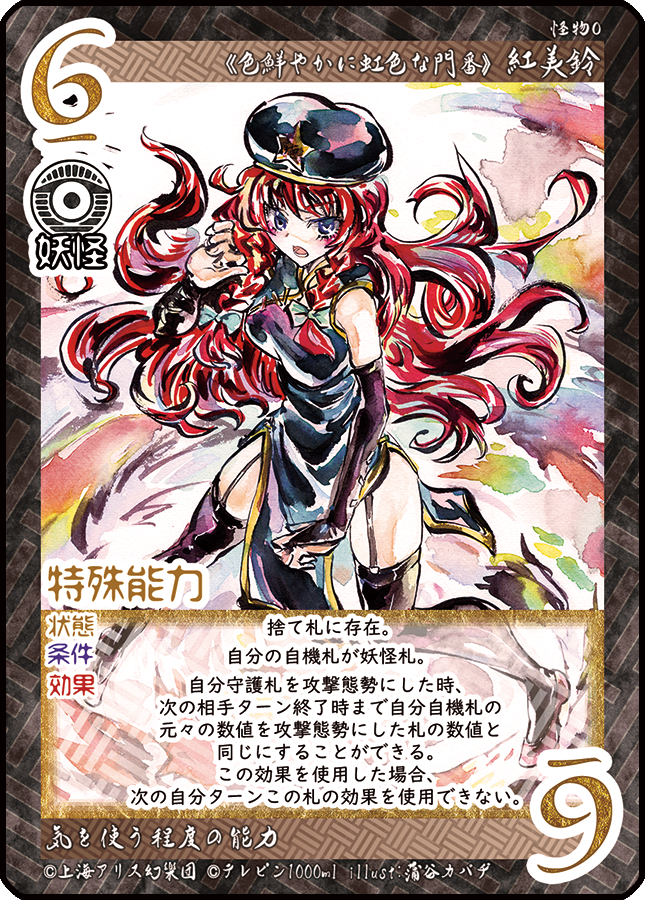 怪物0
6
《色鮮やかに虹色な門番》 紅美鈴
妖怪
特殊能力
状態 捨て札に存在。
条件 自分の自機札が妖怪札。
効果 自分守護札を攻撃態勢にした時、
次の相手ターン終了時まで自分自機札の
元々の数値を攻撃態勢にした札の数値と
同じにすることができる。
この効果を使用した場合、
次の自分ターンこの札の効果を使用できない。
6
気を使う程度の能力
©上海アリス幻樂団 ©テレピン1000ml illust:蒲谷カバヂ